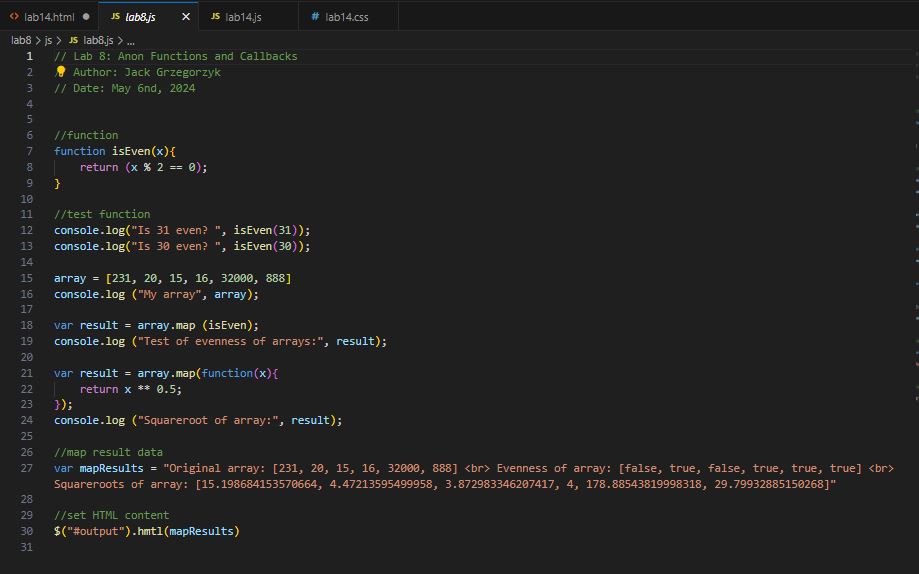 <> lab14.html ● JS lab8.js × JS lab14.js # lab14.css
lab8 > js > JS lab8.js > ...
1 // Lab 8: Anon Functions and Callbacks
2 // Author: Jack Grzegorzyk
3 // Date: May 6nd, 2024
4
5
6 //function
7 function isEven(x){
8 return (x % 2 == 0);
9 }
10
11 //test function
12 console.log("Is 31 even? ", isEven(31));
13 console.log("Is 30 even? ", isEven(30));
14
15 array = [231, 20, 15, 16, 32000, 888]
16 console.log ("My array", array);
17
18 var result = array.map (isEven);
19 console.log ("Test of evenness of arrays:", result);
20
21 var result = array.map(function(x){
22 return x ** 0.5;
23 });
24 console.log ("Squareroot of array:", result);
25
26 //map result data
27 var mapResults = "Original array: [231, 20, 15, 16, 32000, 888] <br> Evenness of array: [false, true, false, true, true, true] <br>
Squareroots of array: [15.198684153570664, 4.47213595499958, 3.872983346207417, 4, 178.88543819998318, 29.79932885150268]"
28
29 //set HTML content
30 $("#output").hmtl(mapResults)
31